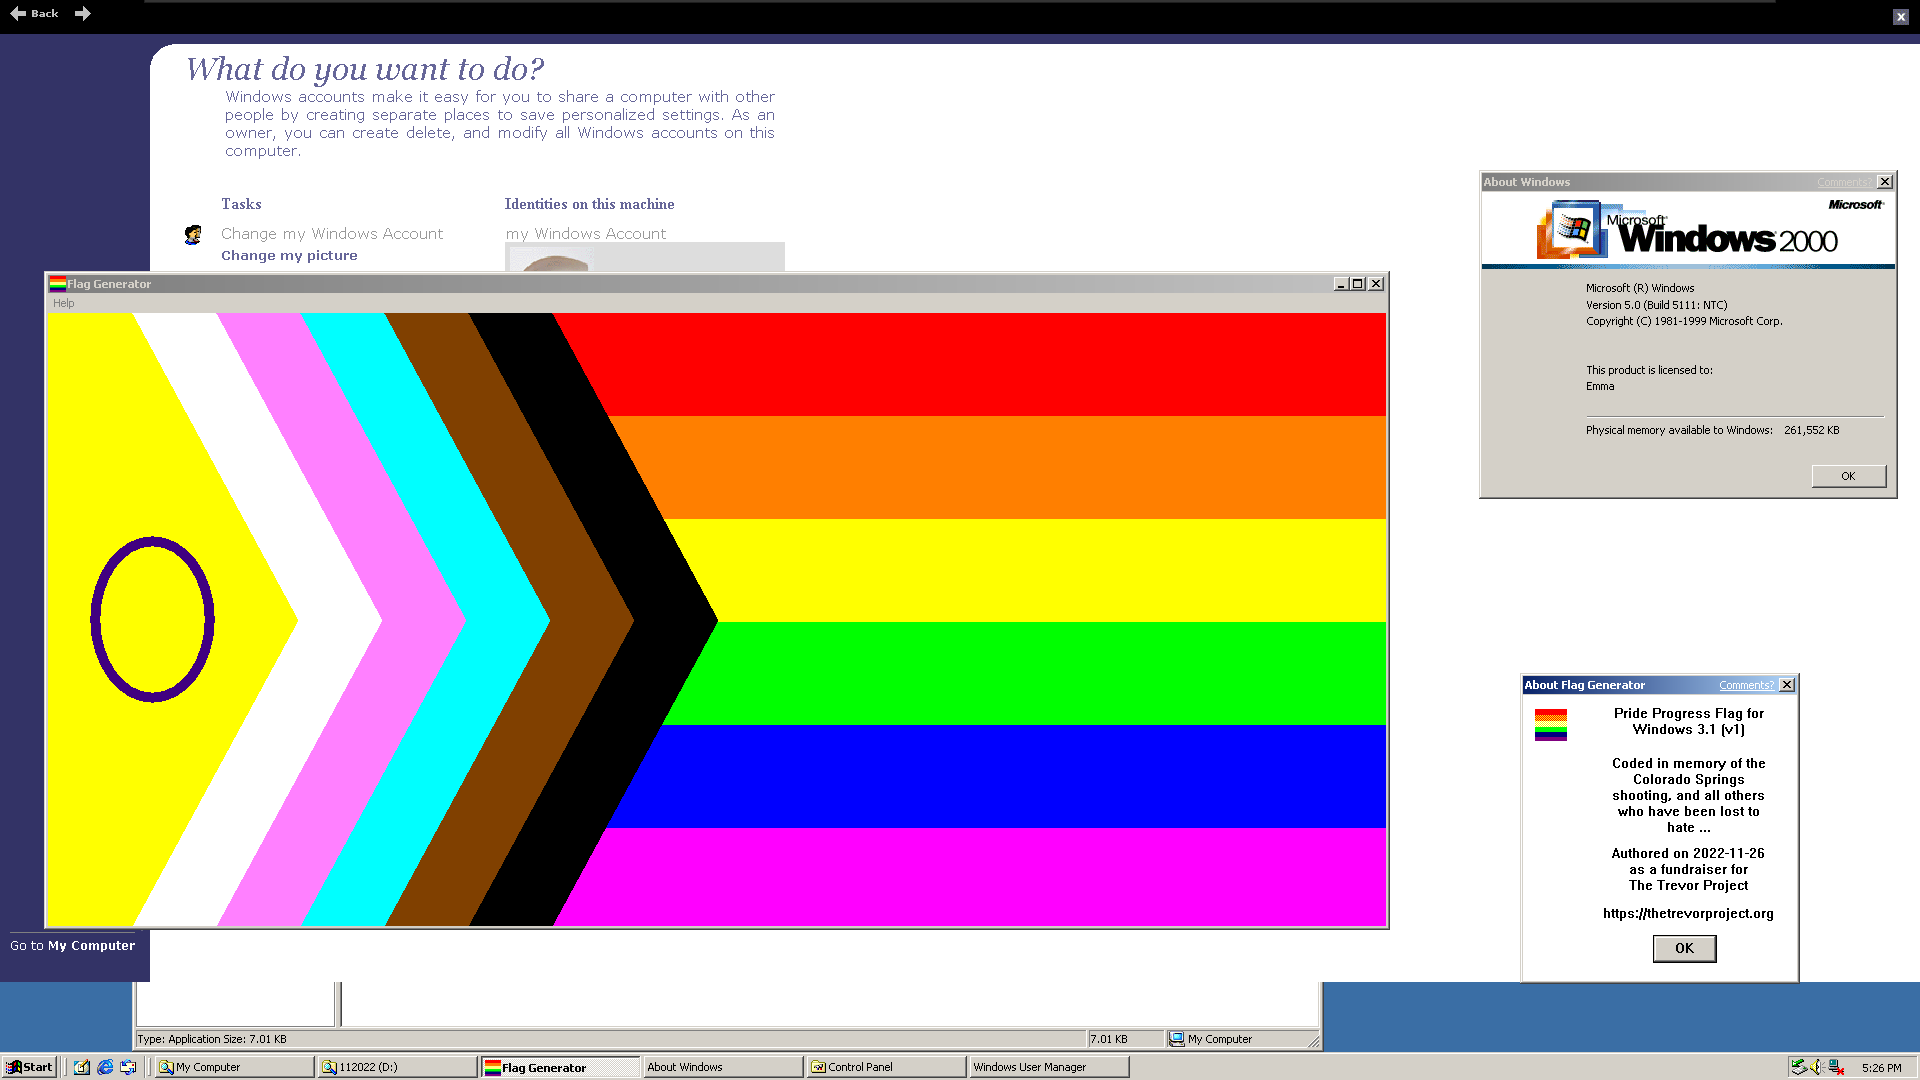 Back
What do you want to do?
Windows accounts make it easy for you to share a computer with other
people by creating separate places to save personalized settings. As an
owner, you can create delete, and modify all Windows accounts on this
computer.
Tasks
Identities on this machine
Change my Windows Account
my Windows Account
Change my picture
Flag Generator
Help
About Windows
Comments?
Microsoft
Microsoft
Windows 2000
Microsoft (R) Windows
Version 5.0 (Build 5111: NTC)
Copyright (C) 1981-1999 Microsoft Corp.
This product is licensed to:
Emma
Physical memory available to Windows: 261,552 KB
OK
About Flag Generator
Comments?
Pride Progress Flag for
Windows 3.1 (v1)
Coded in memory of the
Colorado Springs
shooting, and all others
who have been lost to
hate ...
Authored on 2022-11-26
as a fundraiser for
The Trevor Project
https://thetrevorproject.org
OK
Go to My Computer
Type: Application Size: 7.01 KB
7.01 KB
My Computer
Start
My Computer
112022 (D:)
Flag Generator
About Windows
Control Panel
Windows User Manager
5:26 PM